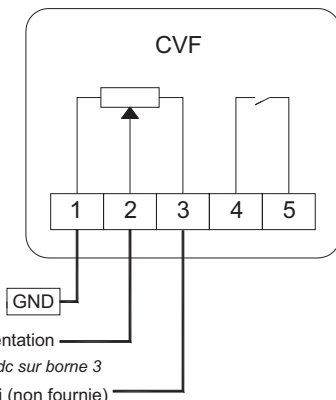 CVF
1 2 3 4 5
GND
entation
dc sur borne 3
i (non fournie)